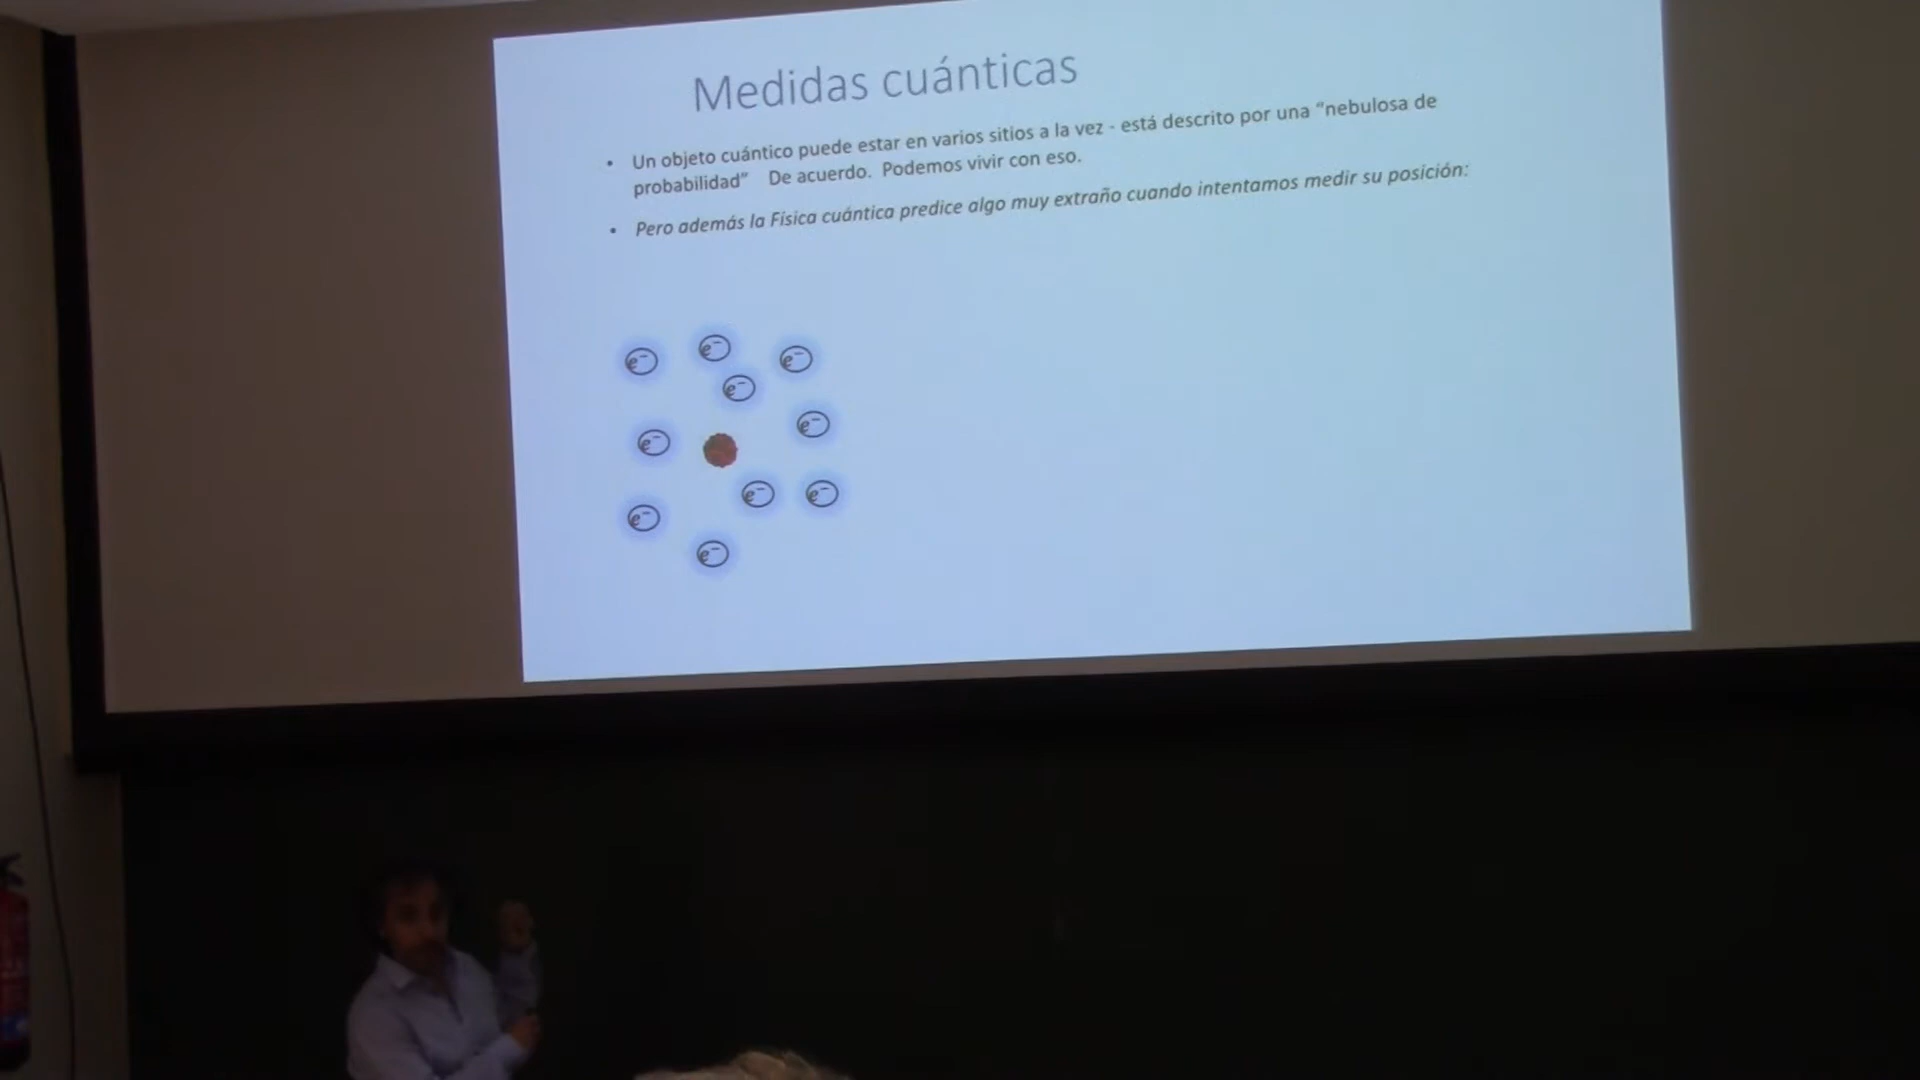 Medidas cuánticas
• Un objeto cuántico puede estar en varios sitios a la vez - está descrito por una “nebulosa de
probabilidad” De acuerdo. Podemos vivir con eso.
• Pero además la Física cuántica predice algo muy extraño cuando intentamos medir su posición:
e⁻ e⁻ e⁻
e⁻
e⁻ e⁻
e⁻ e⁻
e⁻
e⁻